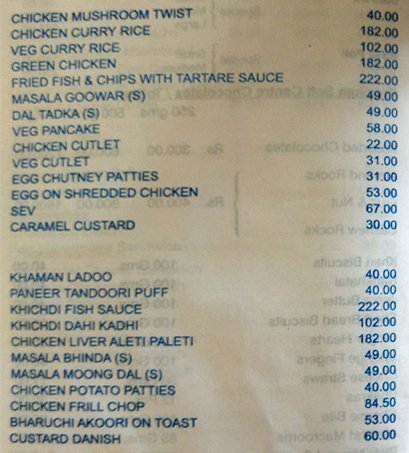 CHICKEN MUSHROOM TWIST 40.00
CHICKEN CURRY RICE 182.00
VEG CURRY RICE 102.00
GREEN CHICKEN 182.00
FRIED FISH & CHIPS WITH TARTARE SAUCE 222.00
MASALA GOOWAR (S) 49.00
DAL TADKA (S) 49.00
VEG PANCAKE 58.00
CHICKEN CUTLET 22.00
VEG CUTLET 31.00
EGG CHUTNEY PATTIES 31.00
EGG ON SHREDDED CHICKEN 53.00
SEV 67.00
CARAMEL CUSTARD 30.00
KHAMAN LADOO 40.00
PANEER TANDOORI PUFF 40.00
KHICHDI FISH SAUCE 222.00
KHICHDI DAHI KADHI 102.00
CHICKEN LIVER ALETI PALETI 182.00
MASALA BHINDA (S) 49.00
MASALA MOONG DAL (S) 49.00
CHICKEN POTATO PATTIES 40.00
CHICKEN FRILL CHOP 84.50
BHARUCHI AKOORI ON TOAST 53.00
CUSTARD DANISH 60.00